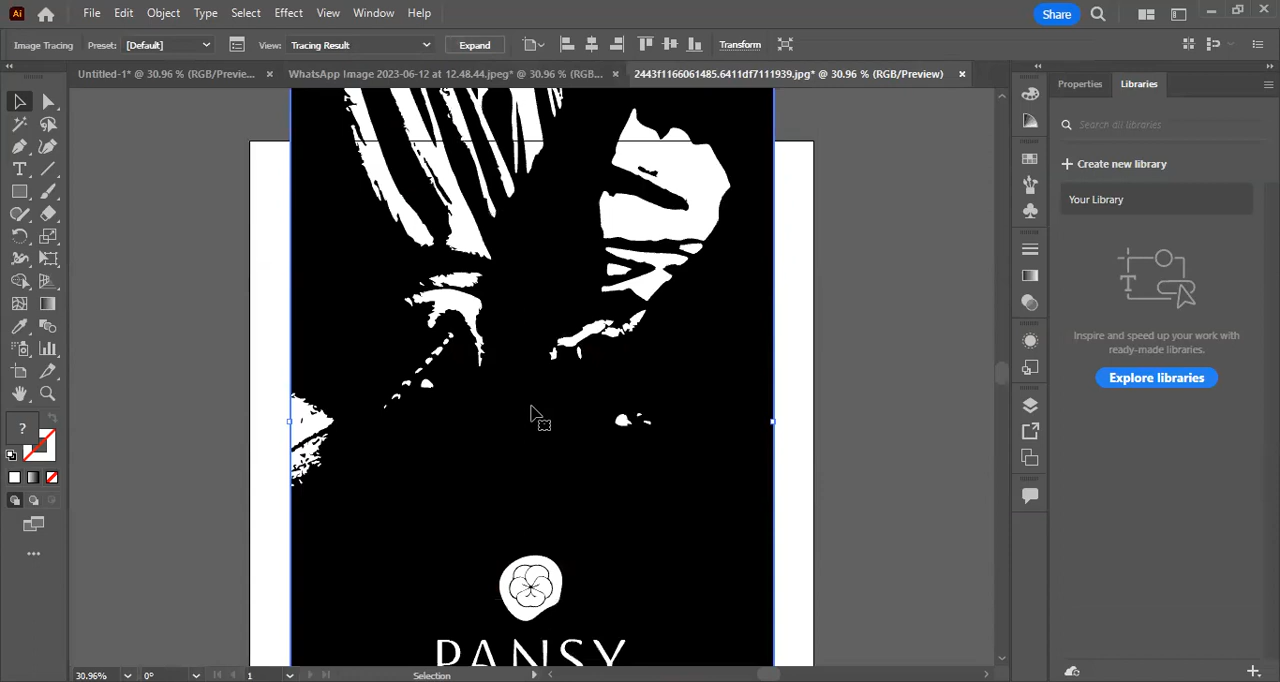 Ai File Edit Object Type Select Effect View Window Help Share
Image Tracing Preset: [Default] View: Tracing Result Expand Transform
Untitled-1* @ 30.96 % (RGB/Previe... WhatsApp Image 2023-06-12 at 12.48.44.jpeg* @ 30.96 % (RGB... 2443f1166061485.6411df7111939.jpg* @ 30.96 % (RGB/Preview)
Properties Libraries
Search all libraries
Create new library
Your Library
Inspire and speed up your work with
ready-made libraries.
Explore libraries
?
PANSY
30.96% 0° 1 Selection